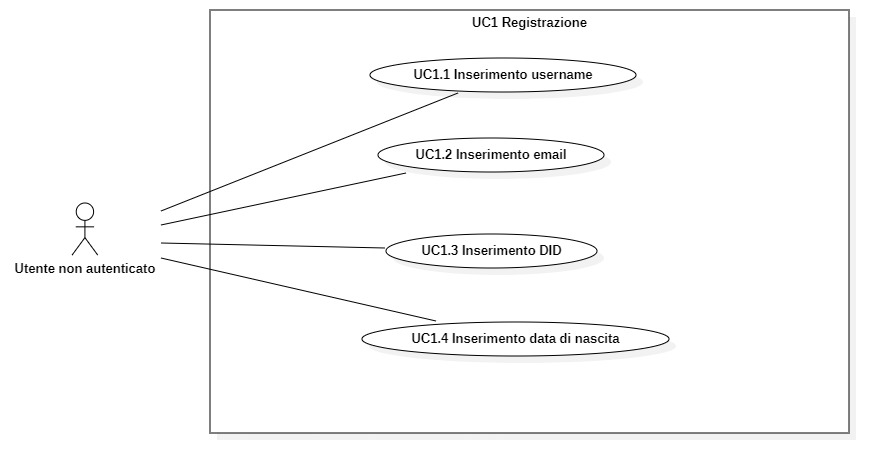 UC1 Registrazione
UC1.1 Inserimento username
UC1.2 Inserimento email
UC1.3 Inserimento DID
Utente non autenticato
UC1.4 Inserimento data di nascita